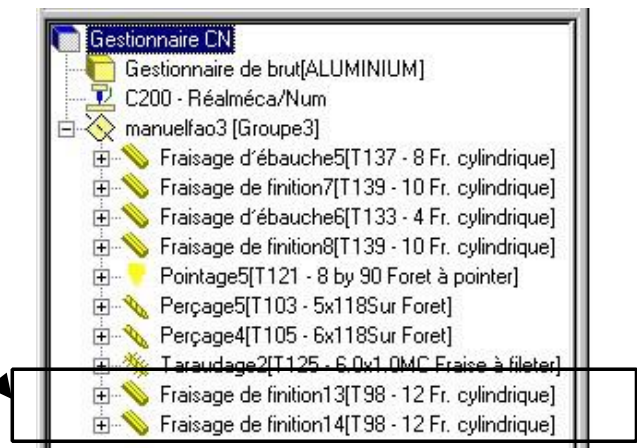 Gestionnaire CN
Gestionnaire de brut[ALUMINIUM]
C200 - Réalméca/Num
manuelfao3 [Groupe3]
Fraisage d'ébauche5[T137 - 8 Fr. cylindrique]
Fraisage de finition7[T139 - 10 Fr. cylindrique]
Fraisage d'ébauche6[T133 - 4 Fr. cylindrique]
Fraisage de finition8[T139 - 10 Fr. cylindrique]
Pointage5[T121 - 8 by 90 Foret à pointer]
Perçage5[T103 - 5x118Sur Foret]
Perçage4[T105 - 6x118Sur Foret]
Taraudage2[T125 - 6.0x1.0MC Fraise à fileter]
Fraisage de finition13[T98 - 12 Fr. cylindrique]
Fraisage de finition14[T98 - 12 Fr. cylindrique]